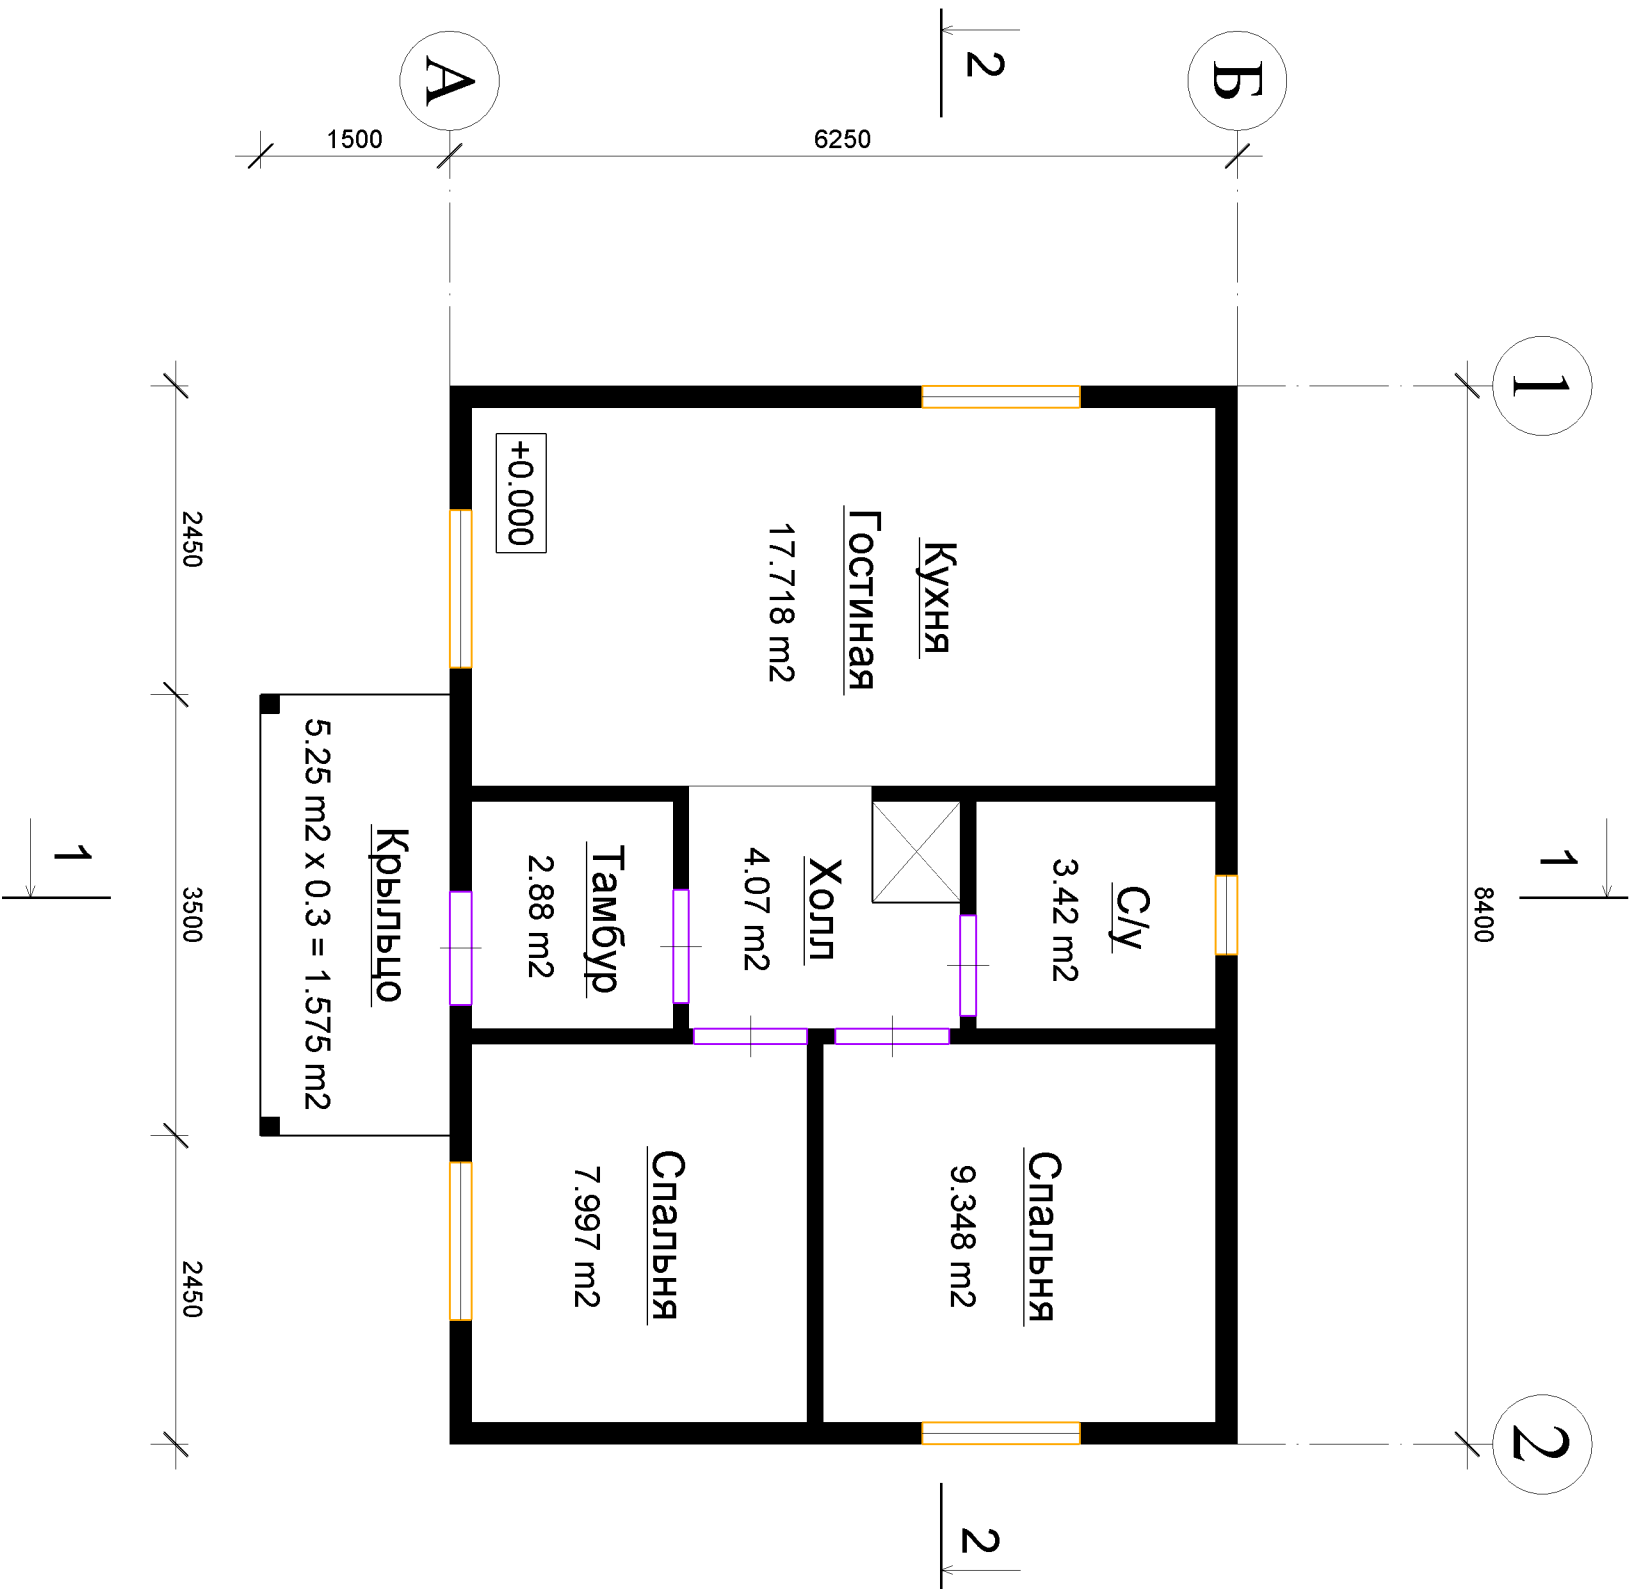 1
2
8400
Б
А
6250
1500
2
2
1
1
С/у
3.42 m2
Кухня
Гостиная
17.718 m2
+0.000
Холл
4.07 m2
Тамбур
2.88 m2
Спальня
9.348 m2
Спальня
7.997 m2
Крыльцо
5.25 m2 x 0.3 = 1.575 m2
2450
3500
2450